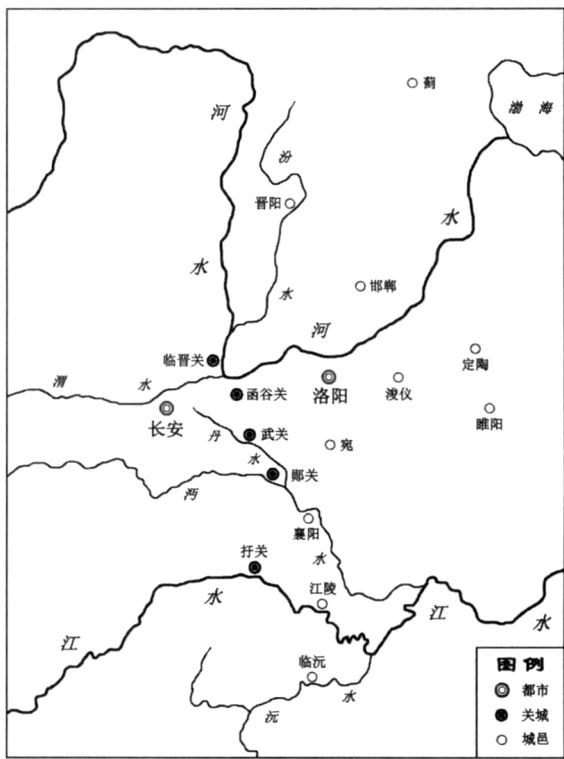 蓟
渤海
河
汾
晋阳
水
水
邯郸
水
河
临晋关
定陶
渭
水
函谷关
洛阳
浚仪
睢阳
长安
丹
武关
宛
水
郧关
沔
襄阳
扞关
水
江陵
水
江
江
水
临沅
水
沅
图例
都市
关城
城邑